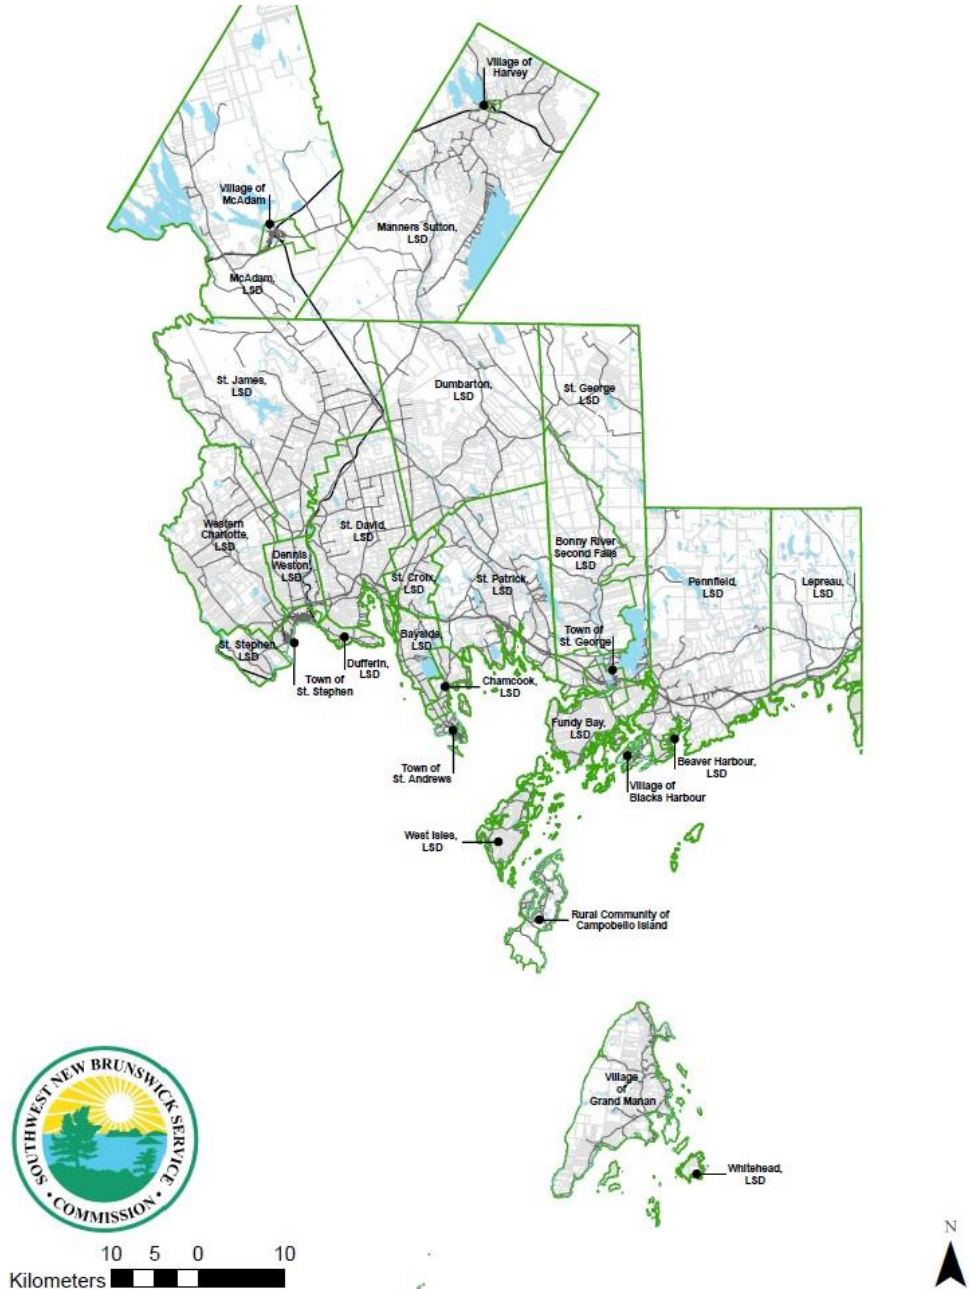 Village of
Harvey
Village of
McAdam
Manners Sutton,
LSD
McAdam,
LSD
St. James,
LSD
Dumbarton,
LSD
St. George
LSD
Western
Charlotte,
LSD
Dennis
Weston,
LSD
St. David,
LSD
St. Croix,
LSD
St. Patrick,
LSD
Bonny River
Second Falls
LSD
Pennfield,
LSD
Lepreau,
LSD
St. Stephen,
LSD
Town of
St. Stephen
Dufferin,
LSD
Bayside,
LSD
Chamcook,
LSD
Town of
St. George
Town of
St. Andrews
Fundy Bay,
LSD
Beaver Harbour,
LSD
Village of
Blacks Harbour
West Isles,
LSD
Rural Community of
Campobello Island
Village
of
Grand Manan
Whitehead,
LSD
SOUTHWEST NEW BRUNSWICK SERVICE
• COMMISSION •
10 5 0 10
Kilometers
N